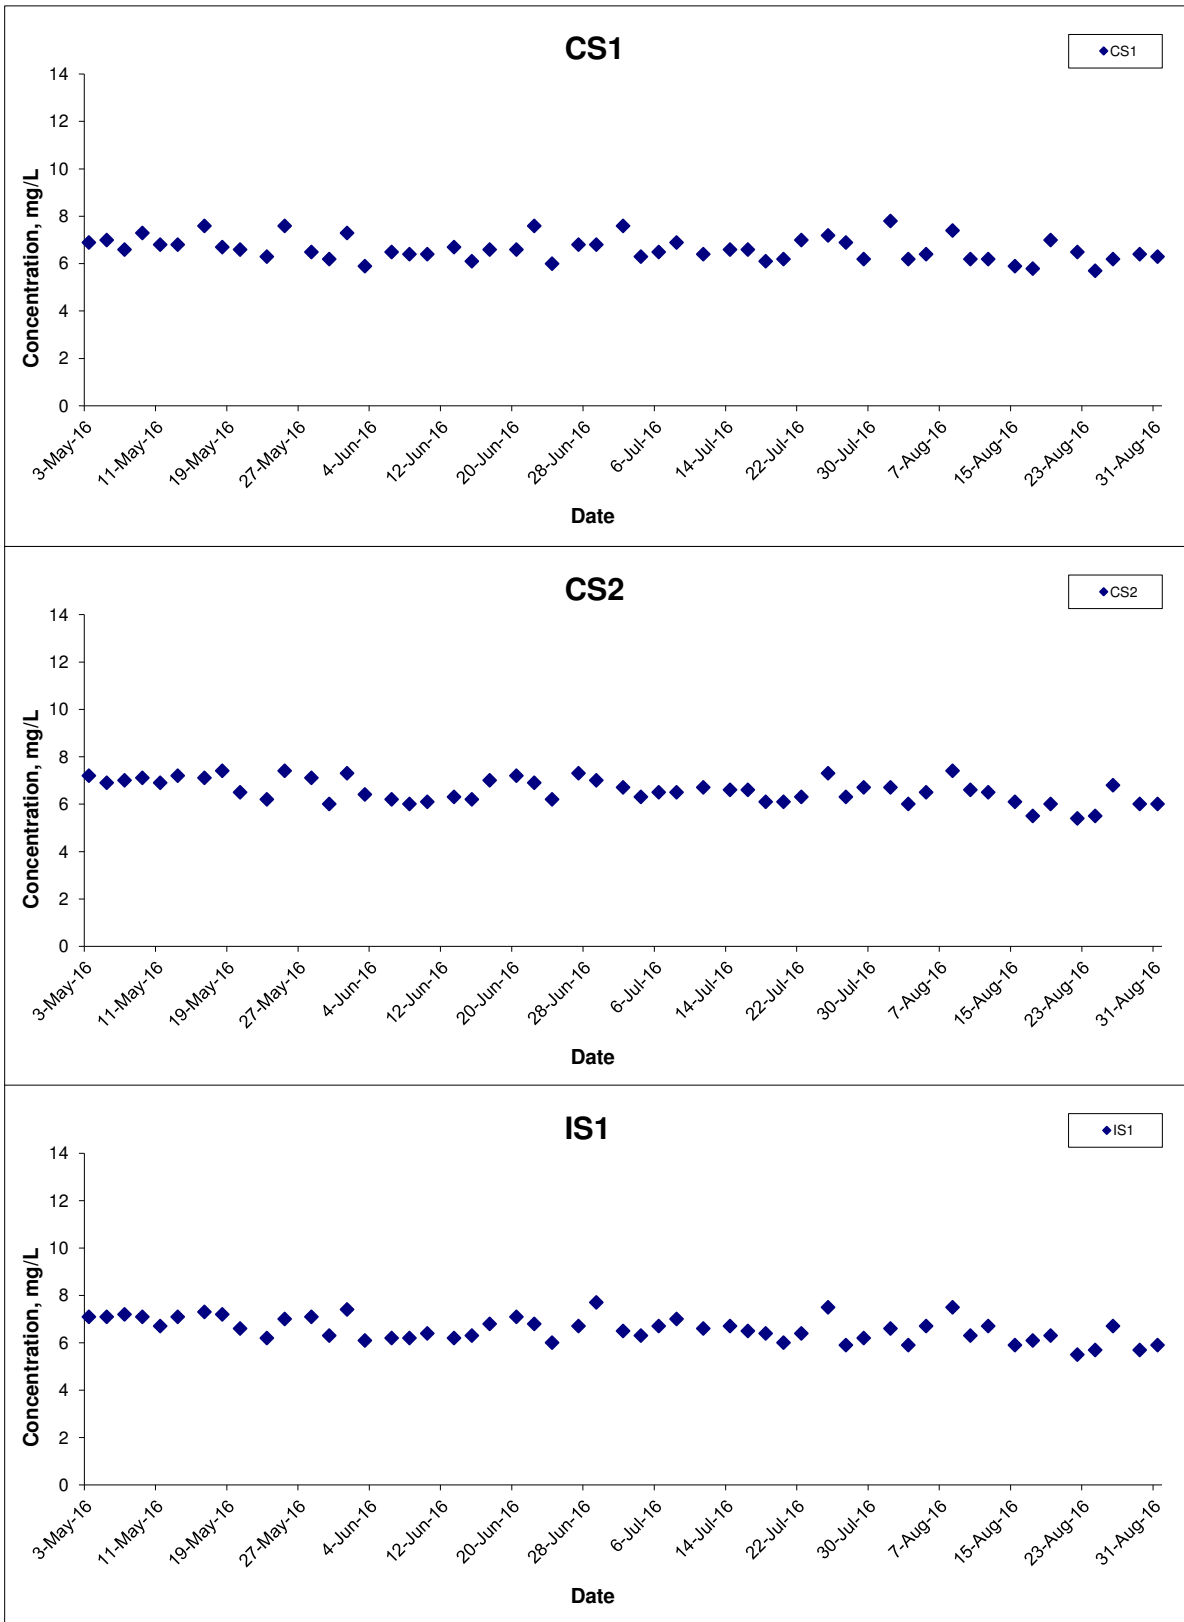 CS1
CS1
14
12
10
8
6
4
2
0
Concentration, mg/L
3-May-16
11-May-16
19-May-16
27-May-16
4-Jun-16
12-Jun-16
20-Jun-16
28-Jun-16
6-Jul-16
14-Jul-16
22-Jul-16
30-Jul-16
7-Aug-16
15-Aug-16
23-Aug-16
31-Aug-16
Date
CS2
CS2
14
12
10
8
6
4
2
0
Concentration, mg/L
3-May-16
11-May-16
19-May-16
27-May-16
4-Jun-16
12-Jun-16
20-Jun-16
28-Jun-16
6-Jul-16
14-Jul-16
22-Jul-16
30-Jul-16
7-Aug-16
15-Aug-16
23-Aug-16
31-Aug-16
Date
IS1
IS1
14
12
10
8
6
4
2
0
Concentration, mg/L
3-May-16
11-May-16
19-May-16
27-May-16
4-Jun-16
12-Jun-16
20-Jun-16
28-Jun-16
6-Jul-16
14-Jul-16
22-Jul-16
30-Jul-16
7-Aug-16
15-Aug-16
23-Aug-16
31-Aug-16
Date